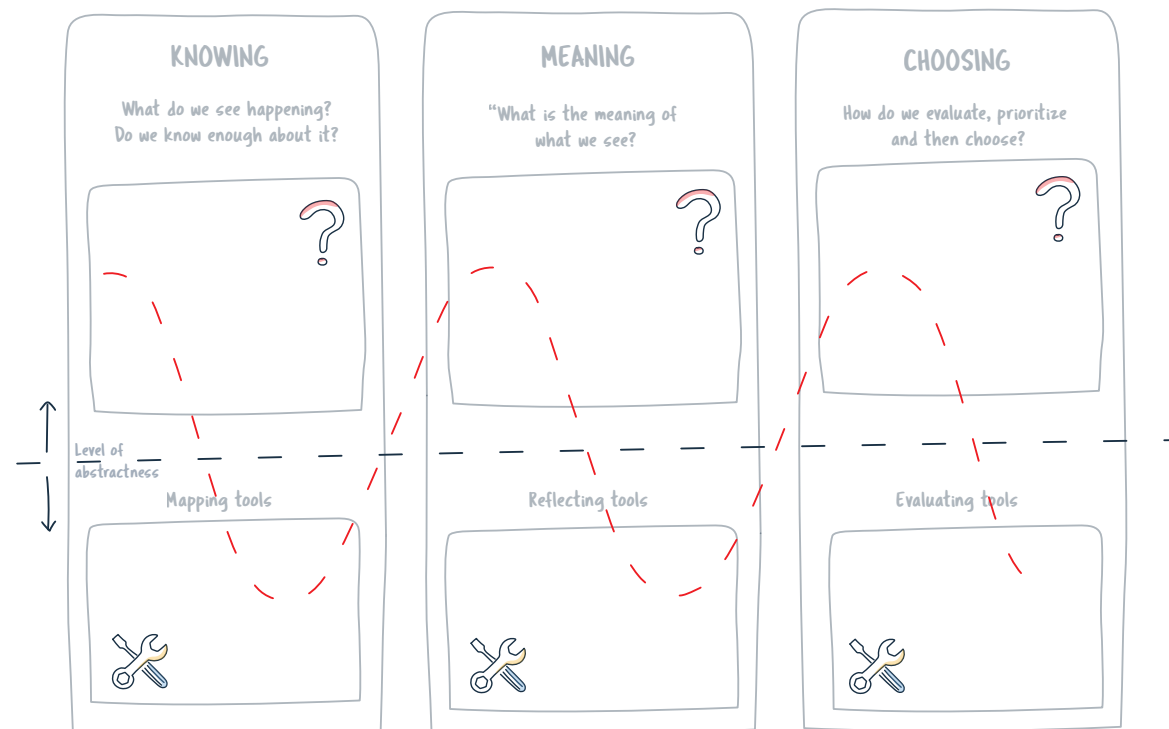 KNOWING
What do we see happening?
Do we know enough about it?
MEANING
“What is the meaning of
what we see?
CHOOSING
How do we evaluate, prioritize
and then choose?
?
?
?
Level of
abstractness
Mapping tools
Reflecting tools
Evaluating tools